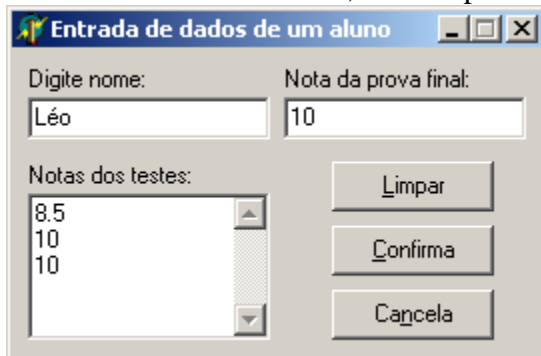 Entrada de dados de um aluno
Digite nome:
Nota da prova final:
Léo
10
Notas dos testes:
8.5
10
10
Limpar
Confirma
Cancela